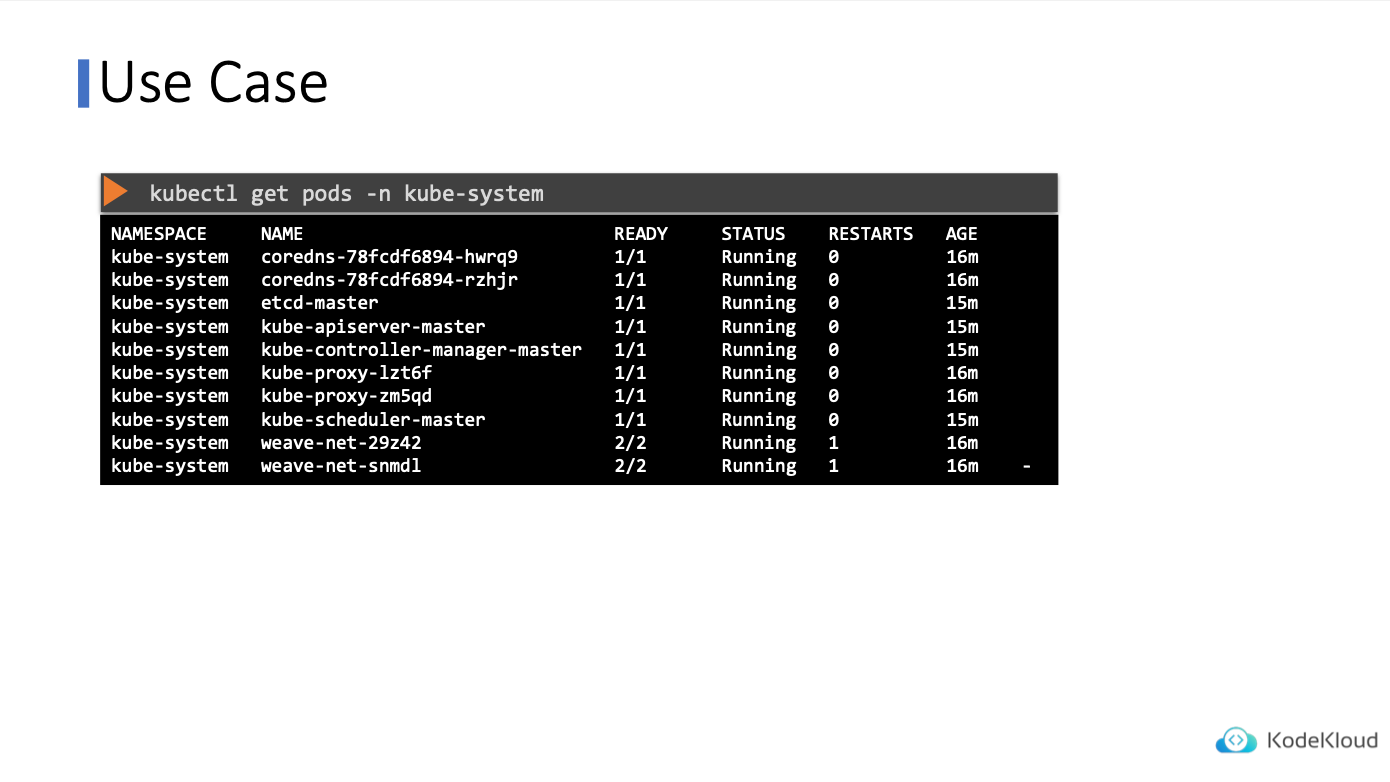 Use Case
kubectl get pods -n kube-system
NAMESPACE NAME READY STATUS RESTARTS AGE
kube-system coredns-78fcdf6894-hwrq9 1/1 Running 0 16m
kube-system coredns-78fcdf6894-rzhjr 1/1 Running 0 16m
kube-system etcd-master 1/1 Running 0 15m
kube-system kube-apiserver-master 1/1 Running 0 15m
kube-system kube-controller-manager-master 1/1 Running 0 15m
kube-system kube-proxy-lzt6f 1/1 Running 0 16m
kube-system kube-proxy-zm5qd 1/1 Running 0 16m
kube-system kube-scheduler-master 1/1 Running 0 15m
kube-system weave-net-29z42 2/2 Running 1 16m
kube-system weave-net-snmdl 2/2 Running 1 16m -
KodeKloud